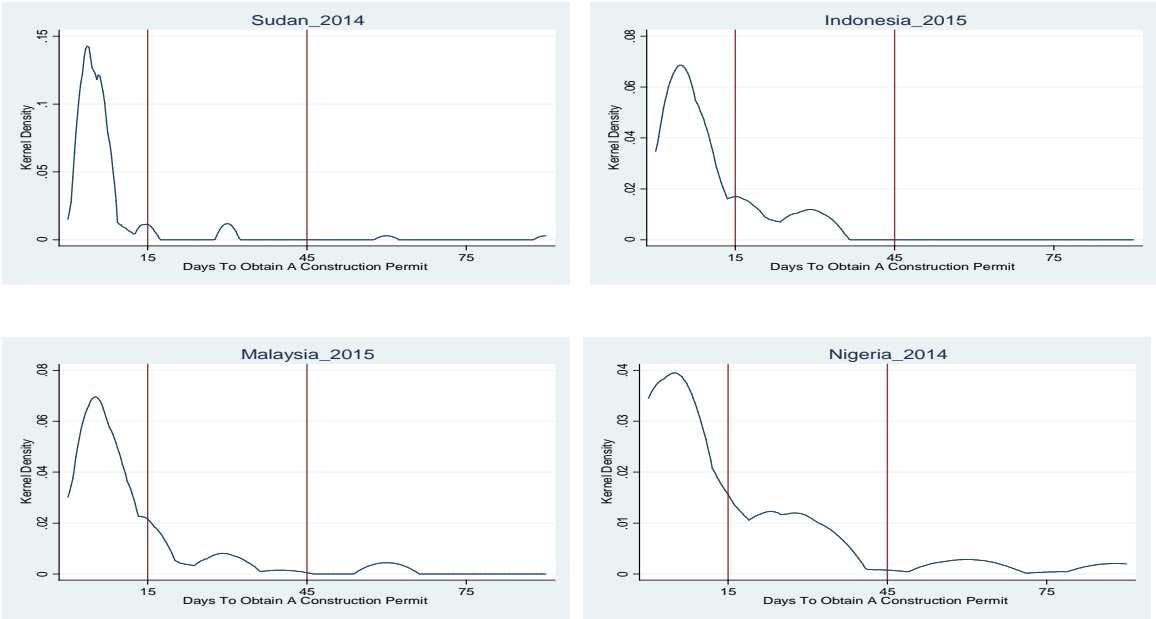 Sudan_2014
Kernel Density
0 .05 .1 .15
15 45 75
Days To Obtain A Construction Permit
Indonesia_2015
Kernel Density
0 .02 .04 .06 .08
15 45 75
Days To Obtain A Construction Permit
Malaysia_2015
Kernel Density
0 .02 .04 .06 .08
15 45 75
Days To Obtain A Construction Permit
Nigeria_2014
Kernel Density
0 .01 .02 .03 .04
15 45 75
Days To Obtain A Construction Permit